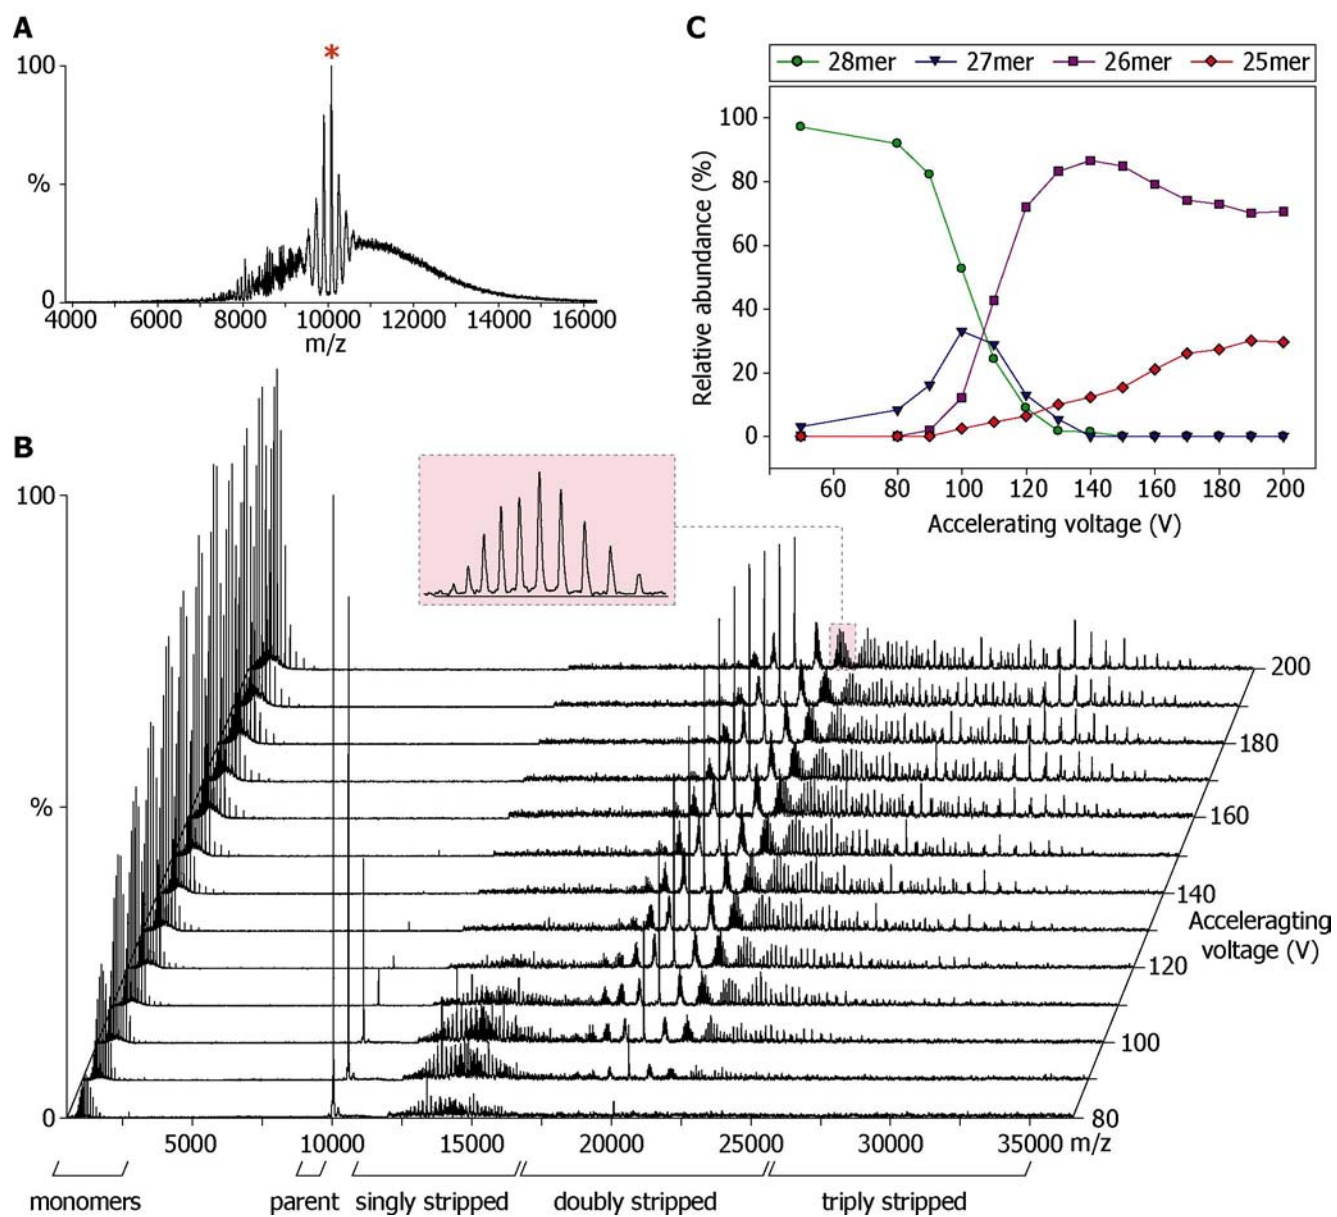 A
*
100
%
0
4000 6000 8000 10000 12000 14000 16000
m/z
C
28mer 27mer 26mer 25mer
100
80
60
40
20
0
Relative abundance (%)
60 80 100 120 140 160 180 200
Accelerating voltage (V)
B
100
%
0
200
180
160
140
Acceleragting
voltage (V)
120
100
80
5000 10000 15000 20000 25000 30000 35000 m/z
monomers parent singly stripped doubly stripped triply stripped